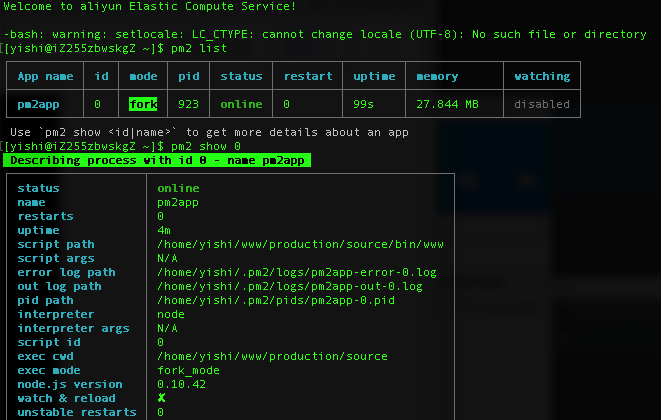 Welcome to aliyun Elastic Compute Service!
-bash: warning: setlocale: LC_CTYPE: cannot change locale (UTF-8): No such file or directory
[[yishi@iZ255zbwskgZ ~]$ pm2 list
App name id mode pid status restart uptime memory watching
pm2app 0 fork 923 online 0 99s 27.844 MB disabled
Use `pm2 show <id|name>` to get more details about an app
[[yishi@iZ255zbwskgZ ~]$ pm2 show 0
Describing process with id 0 - name pm2app
status online
name pm2app
restarts 0
uptime 4m
script path /home/yishi/www/production/source/bin/www
script args N/A
error log path /home/yishi/.pm2/logs/pm2app-error-0.log
out log path /home/yishi/.pm2/logs/pm2app-out-0.log
pid path /home/yishi/.pm2/pids/pm2app-0.pid
interpreter node
interpreter args N/A
script id 0
exec cwd /home/yishi/www/production/source
exec mode fork_mode
node.js version 0.10.42
watch & reload ✘
unstable restarts 0